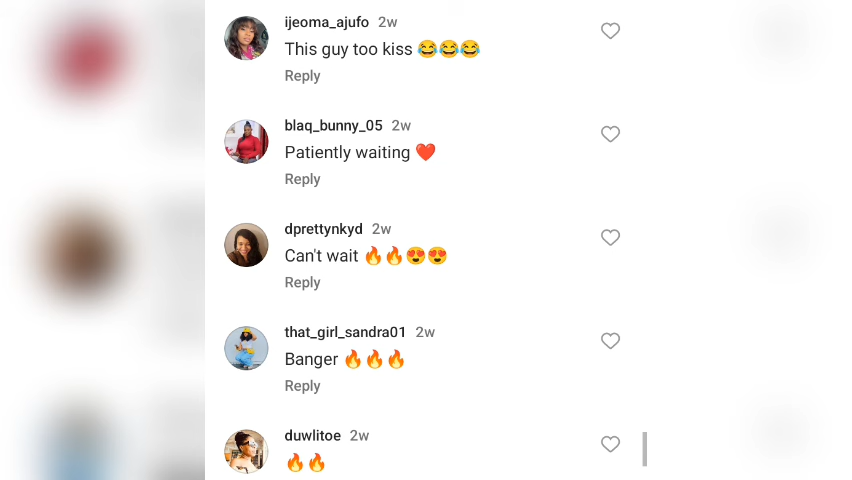 ijeoma_ajufo 2w
This guy too kiss 😂😂😂
Reply
blaq_bunny_05 2w
Patiently waiting ❤️
Reply
dprettynkyd 2w
Can't wait 🔥🔥😍😍
Reply
that_girl_sandra01 2w
Banger 🔥🔥🔥
Reply
duwlitoe 2w
🔥🔥